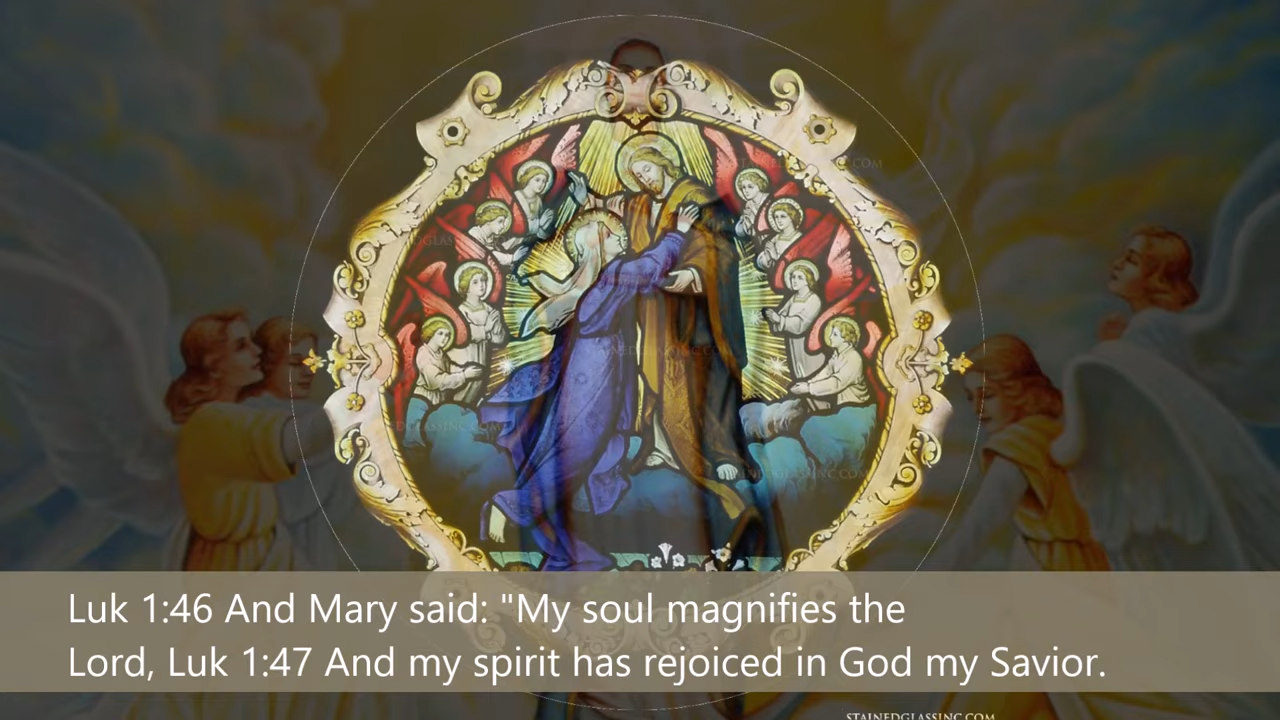 Luk 1:46 And Mary said: "My soul magnifies the
Lord, Luk 1:47 And my spirit has rejoiced in God my Savior.
STAINEDGLASSINC.COM